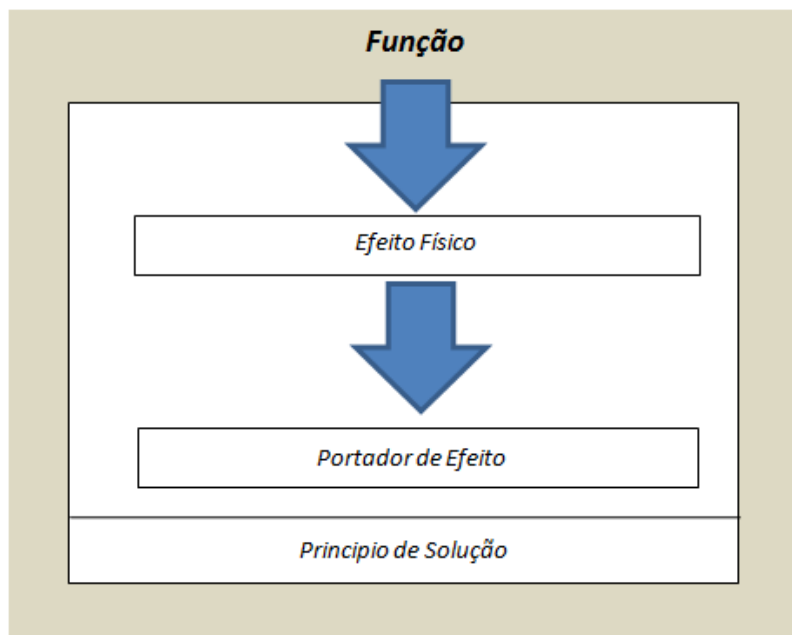 Função
Efeito Físico
Portador de Efeito
Principio de Solução